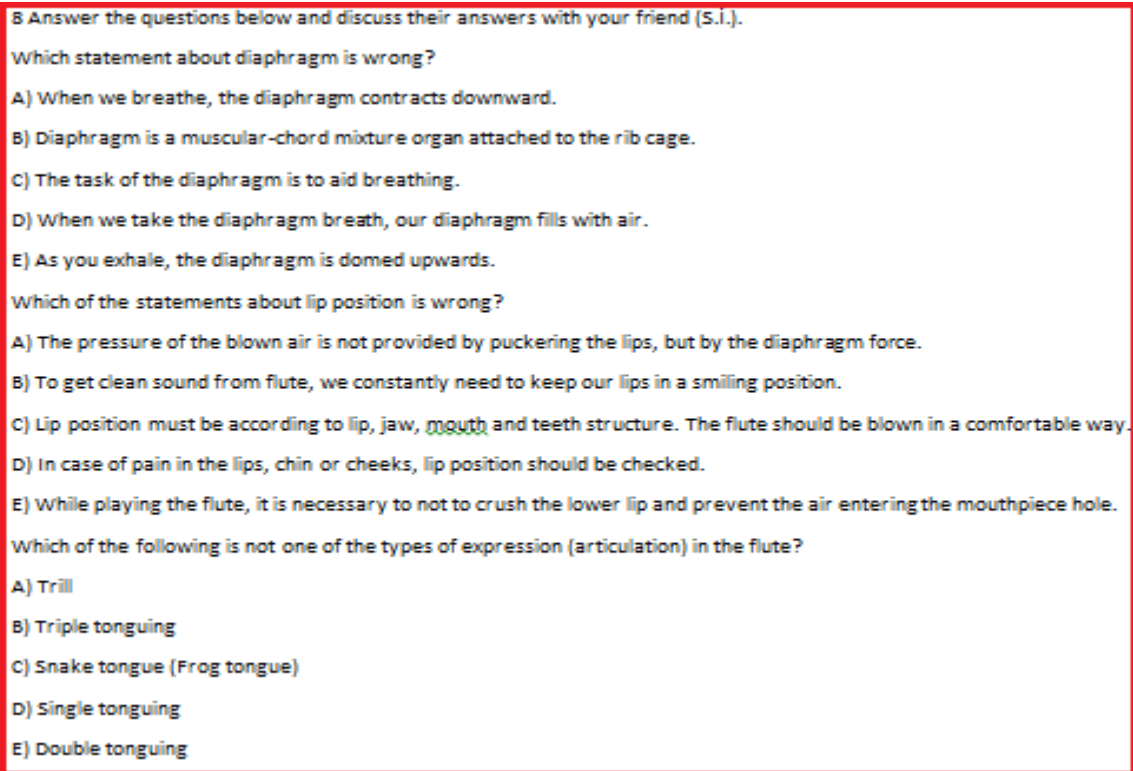 8 Answer the questions below and discuss their answers with your friend (S.İ.).
Which statement about diaphragm is wrong?
A) When we breathe, the diaphragm contracts downward.
B) Diaphragm is a muscular-chord mixture organ attached to the rib cage.
C) The task of the diaphragm is to aid breathing.
D) When we take the diaphragm breath, our diaphragm fills with air.
E) As you exhale, the diaphragm is domed upwards.
Which of the statements about lip position is wrong?
A) The pressure of the blown air is not provided by puckering the lips, but by the diaphragm force.
B) To get clean sound from flute, we constantly need to keep our lips in a smiling position.
C) Lip position must be according to lip, jaw, mouth and teeth structure. The flute should be blown in a comfortable way.
D) In case of pain in the lips, chin or cheeks, lip position should be checked.
E) While playing the flute, it is necessary to not to crush the lower lip and prevent the air entering the mouthpiece hole.
Which of the following is not one of the types of expression (articulation) in the flute?
A) Trill
B) Triple tonguing
C) Snake tongue (Frog tongue)
D) Single tonguing
E) Double tonguing